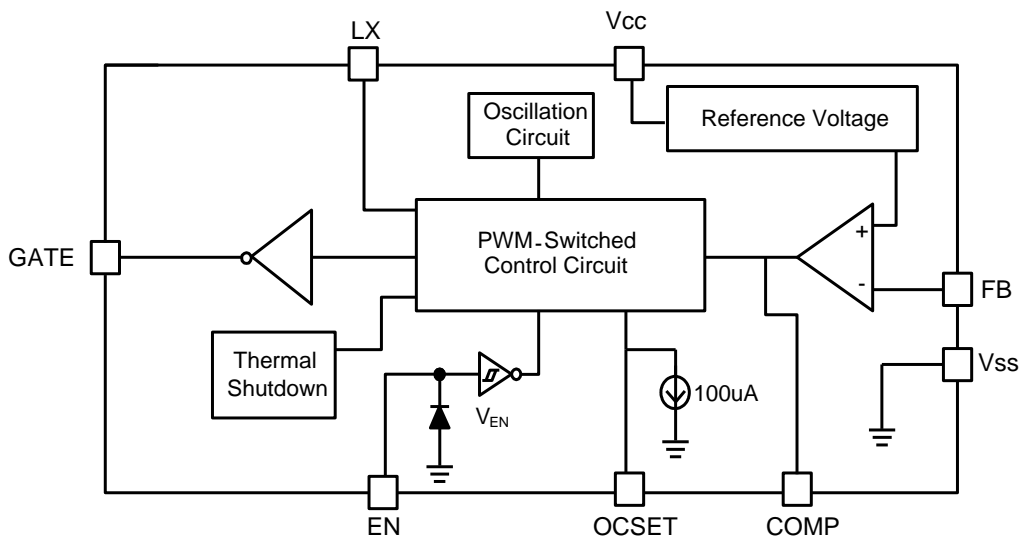 LX
Vcc
Oscillation
Circuit
Reference Voltage
GATE
PWM-Switched
Control Circuit
+
-
FB
Thermal
Shutdown
VEN
100uA
Vss
EN
OCSET
COMP